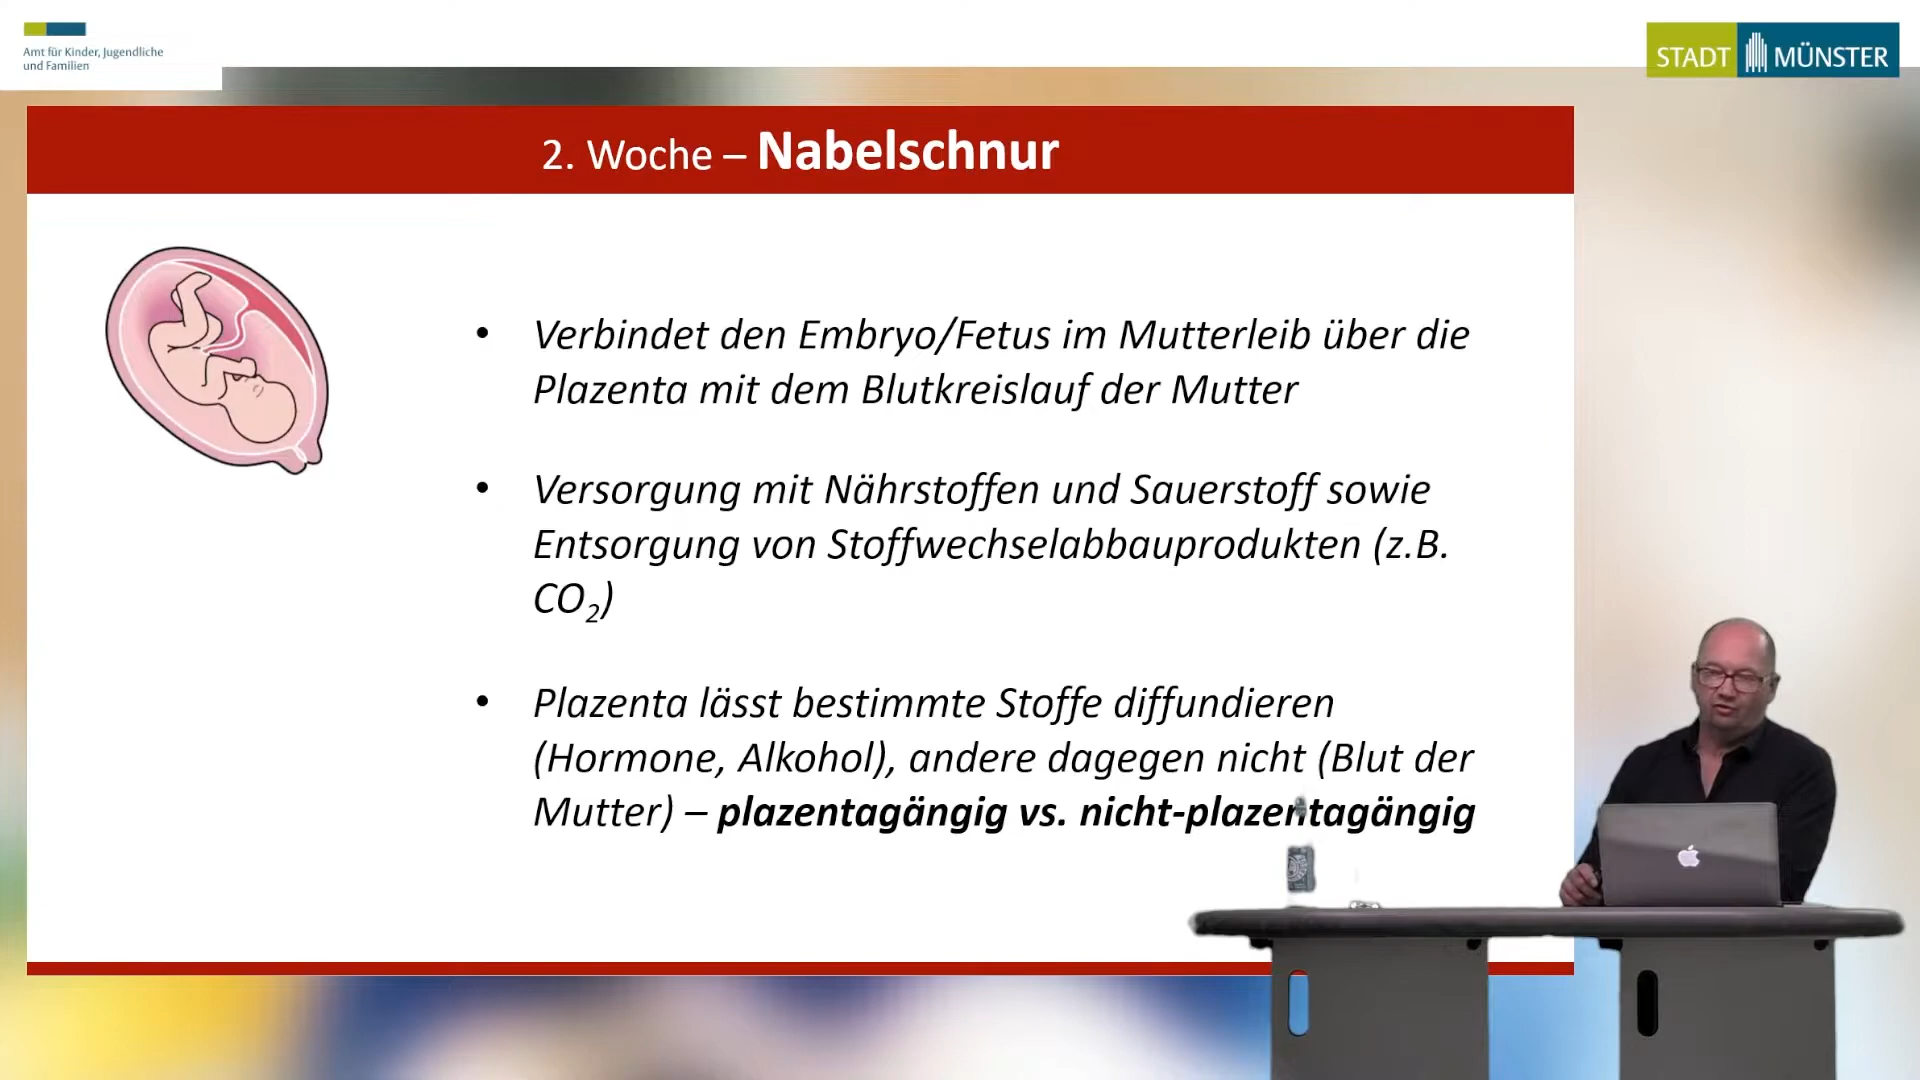 Amt für Kinder, Jugendliche
und Familien
STADT MÜNSTER
2. Woche – Nabelschnur
• Verbindet den Embryo/Fetus im Mutterleib über die
Plazenta mit dem Blutkreislauf der Mutter
• Versorgung mit Nährstoffen und Sauerstoff sowie
Entsorgung von Stoffwechselabbauprodukten (z.B.
CO₂)
• Plazenta lässt bestimmte Stoffe diffundieren
(Hormone, Alkohol), andere dagegen nicht (Blut der
Mutter) – plazentagängig vs. nicht-plazentagängig